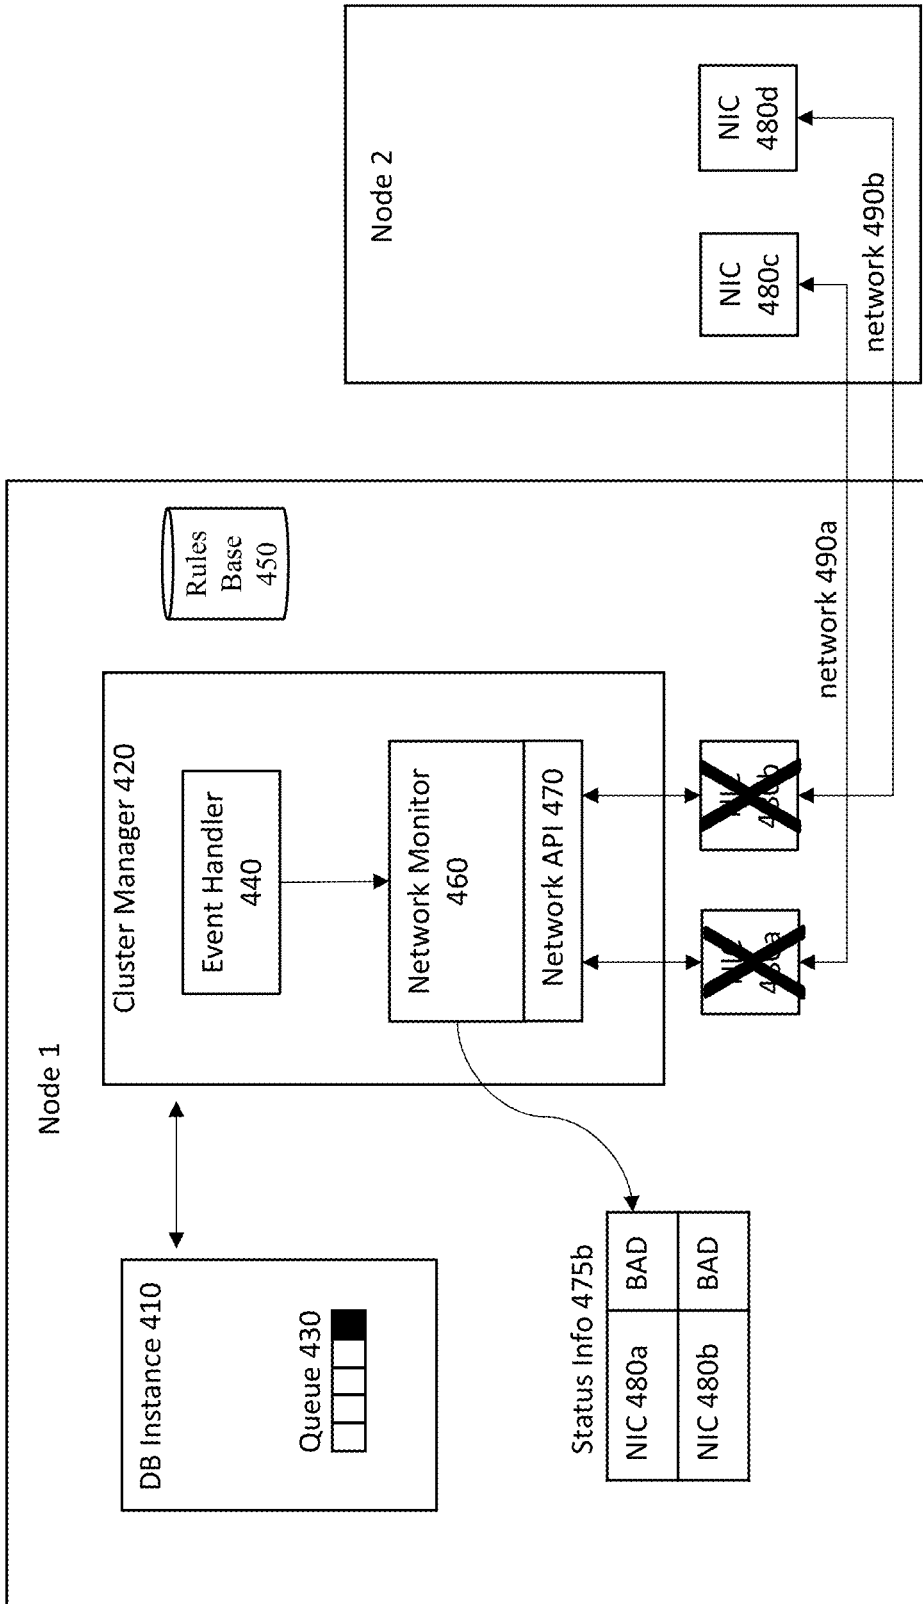 Node 1
DB Instance 410
Queue 430
Cluster Manager 420
Event Handler
440
Rules
Base
450
Network Monitor
460
Network API 470
Status Info 475b
NIC 480a
BAD
NIC 480b
BAD
network 490a
Node 2
NIC
480c
NIC
480d
network 490b